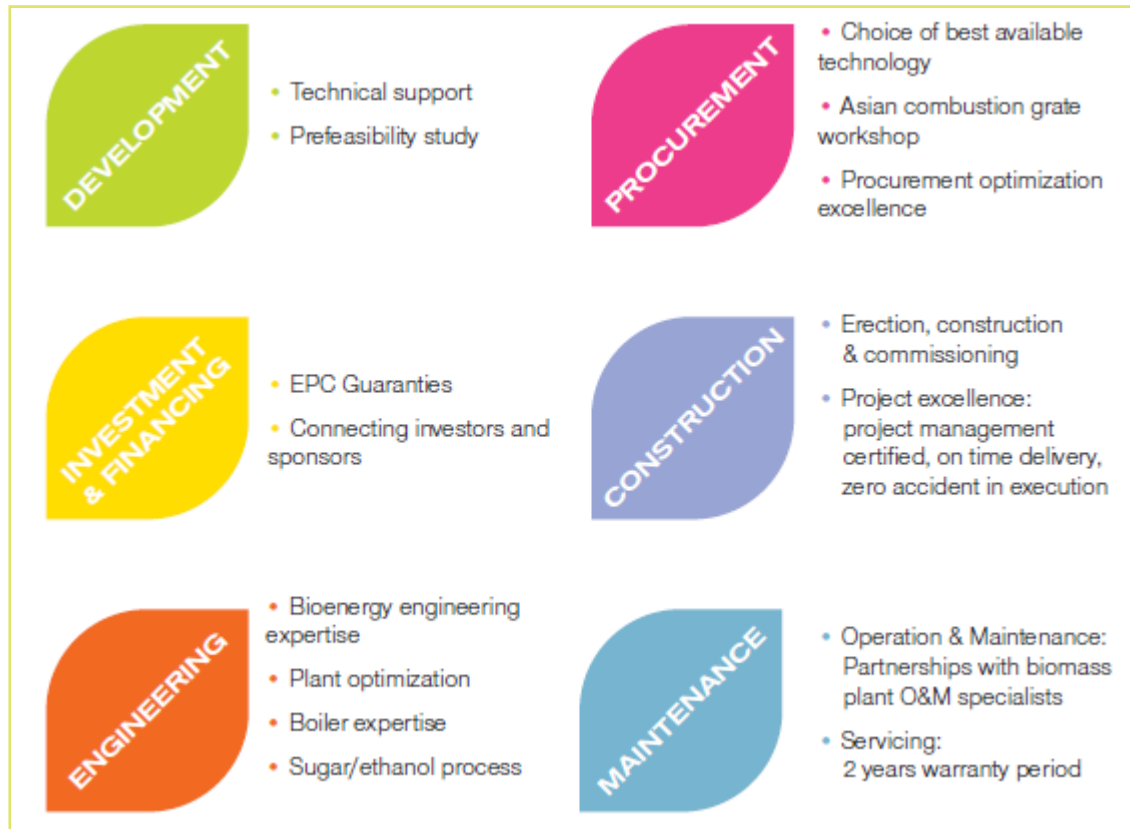 DEVELOPMENT
• Technical support
• Prefeasibility study
INVESTMENT
& FINANCING
• EPC Guaranties
• Connecting investors and
sponsors
ENGINEERING
• Bioenergy engineering
expertise
• Plant optimization
• Boiler expertise
• Sugar/ethanol process
PROCUREMENT
• Choice of best available
technology
• Asian combustion grate
workshop
• Procurement optimization
excellence
CONSTRUCTION
• Erection, construction
& commissioning
• Project excellence:
project management
certified, on time delivery,
zero accident in execution
MAINTENANCE
• Operation & Maintenance:
Partnerships with biomass
plant O&M specialists
• Servicing:
2 years warranty period